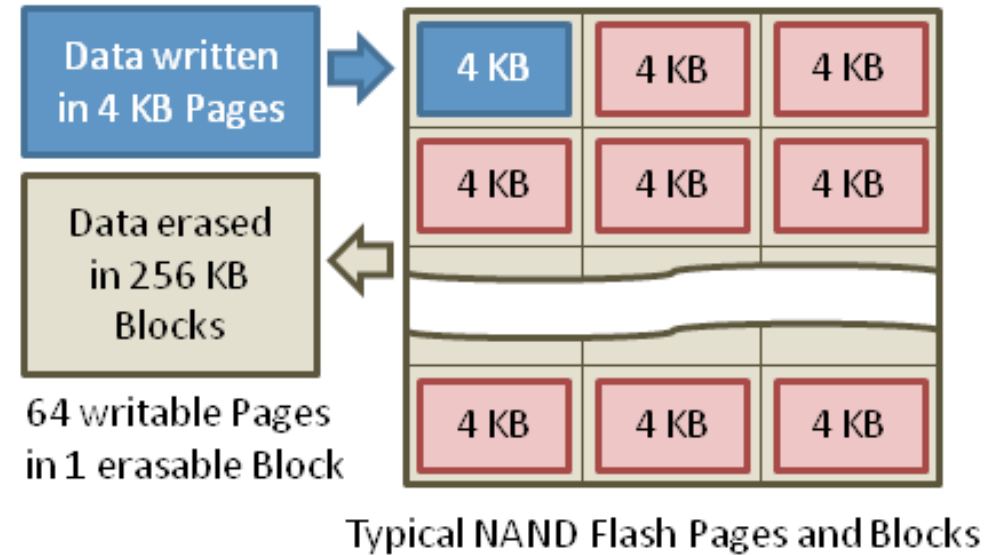 Data written
in 4 KB Pages
4 KB 4 KB 4 KB
4 KB 4 KB 4 KB
Data erased
in 256 KB
Blocks
64 writable Pages
in 1 erasable Block
4 KB 4 KB 4 KB
Typical NAND Flash Pages and Blocks